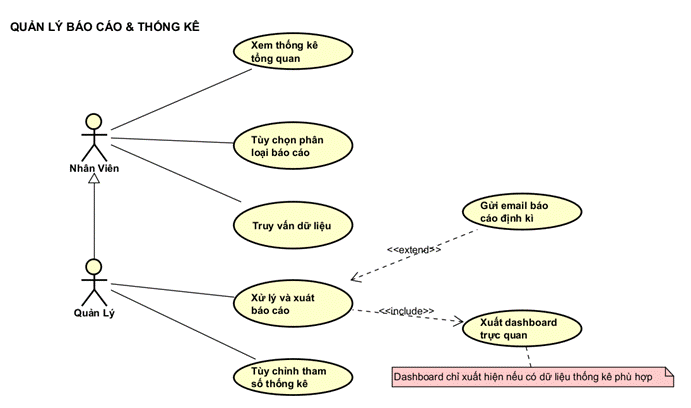 QUẢN LÝ BÁO CÁO & THỐNG KÊ
Xem thống kê
tổng quan
Tùy chọn phân
loại báo cáo
Nhân Viên
Truy vấn dữ liệu
Gửi email báo
cáo định kì
<<extend>>
Xử lý và xuất
báo cáo
Quản Lý
<<include>>
Xuất dashboard
trực quan
Tùy chỉnh tham
số thống kê
Dashboard chỉ xuất hiện nếu có dữ liệu thống kê phù hợp